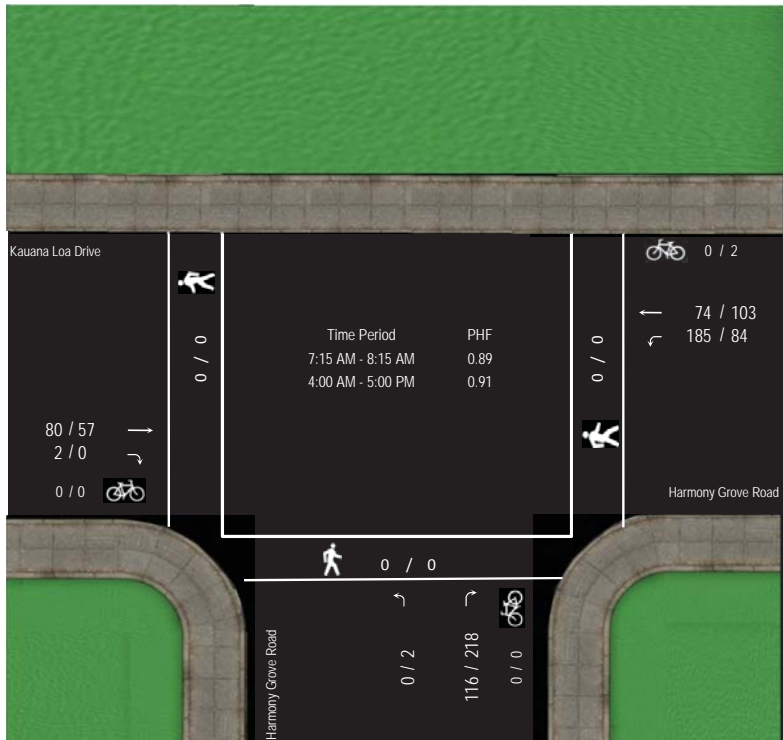 Kauana Loa Drive
0 / 2
74 / 103
185 / 84
0 / 0
0 / 0
Time Period PHF
7:15 AM - 8:15 AM 0.89
4:00 AM - 5:00 PM 0.91
80 / 57
2 / 0
0 / 0
Harmony Grove Road
0 / 0
Harmony Grove Road
0 / 2
116 / 218
0 / 0